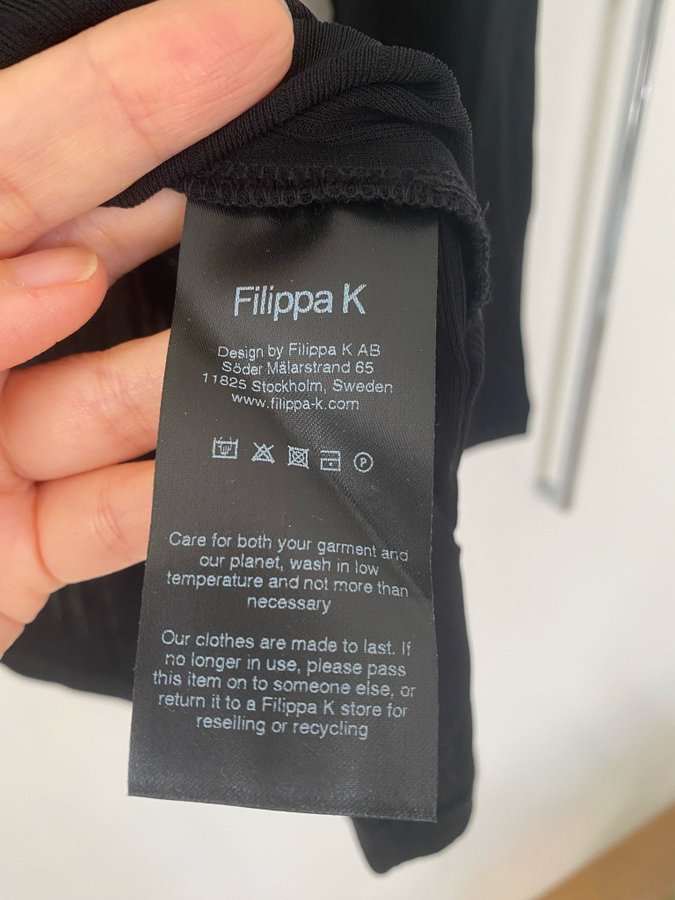 Filippa K
Design by Filippa K AB
Söder Mälarstrand 65
11825 Stockholm, Sweden
www.filippa-k.com
P
Care for both your garment and
our planet, wash in low
temperature and not more than
necessary
Our clothes are made to last. If
no longer in use, please pass
this item on to someone else, or
return it to a Filippa K store for
reselling or recycling